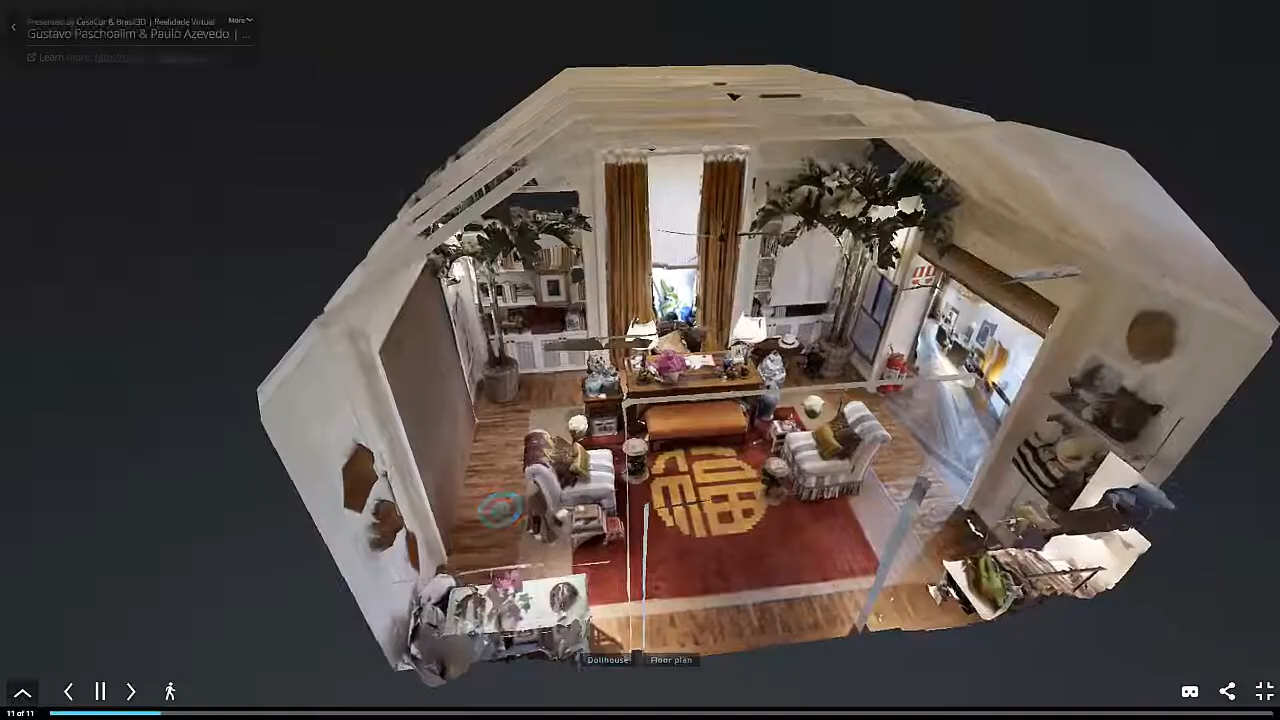 Presented by CasaCor & Brasil3D | Realidade Virtual
More
Gustavo Paschoalim & Paulo Azevedo | ...
Learn more:
Dollhouse
Floor plan
11 of 11